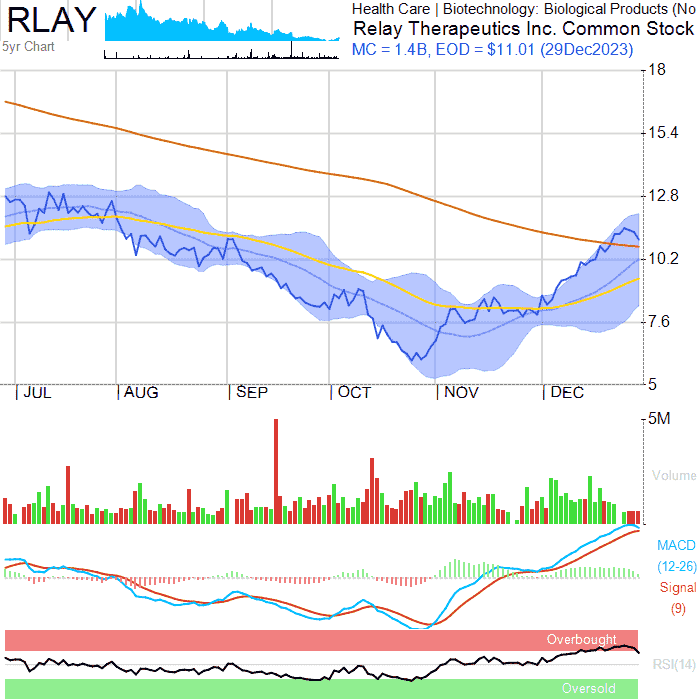 RLAY
5yr Chart
Health Care | Biotechnology: Biological Products (No
Relay Therapeutics Inc. Common Stock
MC = 1.4B, EOD = $11.01 (29Dec2023)
18
15.4
12.8
10.2
7.6
5
JUL
AUG
SEP
OCT
NOV
DEC
5M
Volume
MACD
(12-26)
Signal
(9)
Overbought
RSI(14)
Oversold